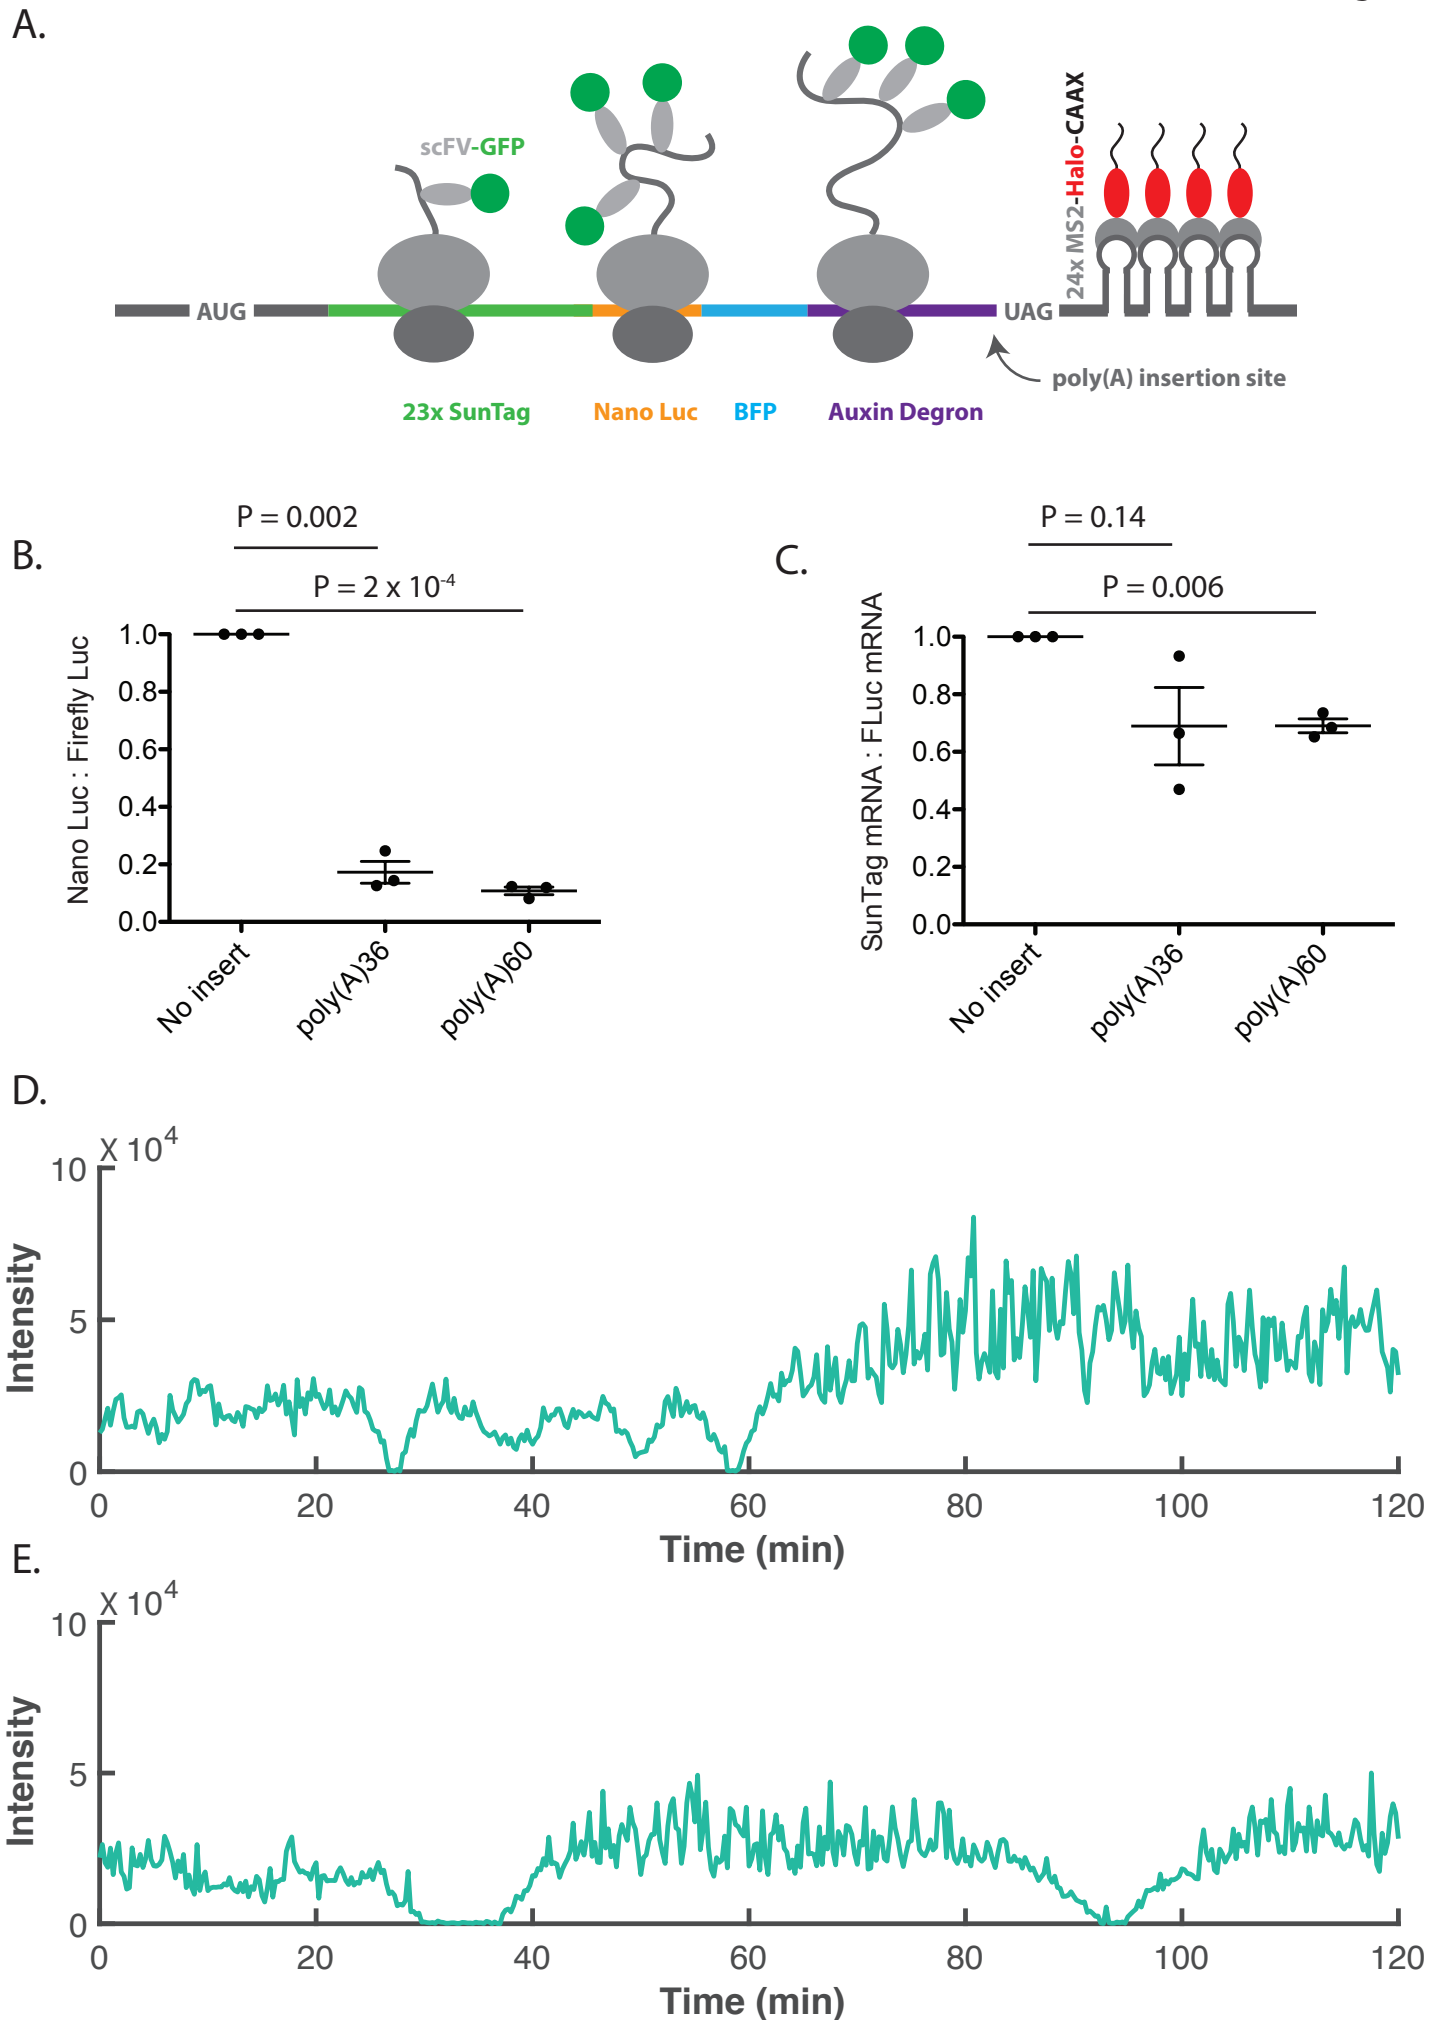 A.
scFV-GFP
24x MS2-Halo-CAAX
AUG
UAG
poly(A) insertion site
23x SunTag
Nano Luc
BFP
Auxin Degron
B.
P = 0.002
P = 2 x 10-4
Nano Luc : Firefly Luc
1.0
0.8
0.6
0.4
0.2
0.0
No insert
poly(A)36
poly(A)60
C.
P = 0.14
P = 0.006
SunTag mRNA : FLuc mRNA
1.0
0.8
0.6
0.4
0.2
0.0
No insert
poly(A)36
poly(A)60
D.
X 10^4
10
5
0
Intensity
0 20 40 60 80 100 120
Time (min)
E.
X 10^4
10
5
0
Intensity
0 20 40 60 80 100 120
Time (min)